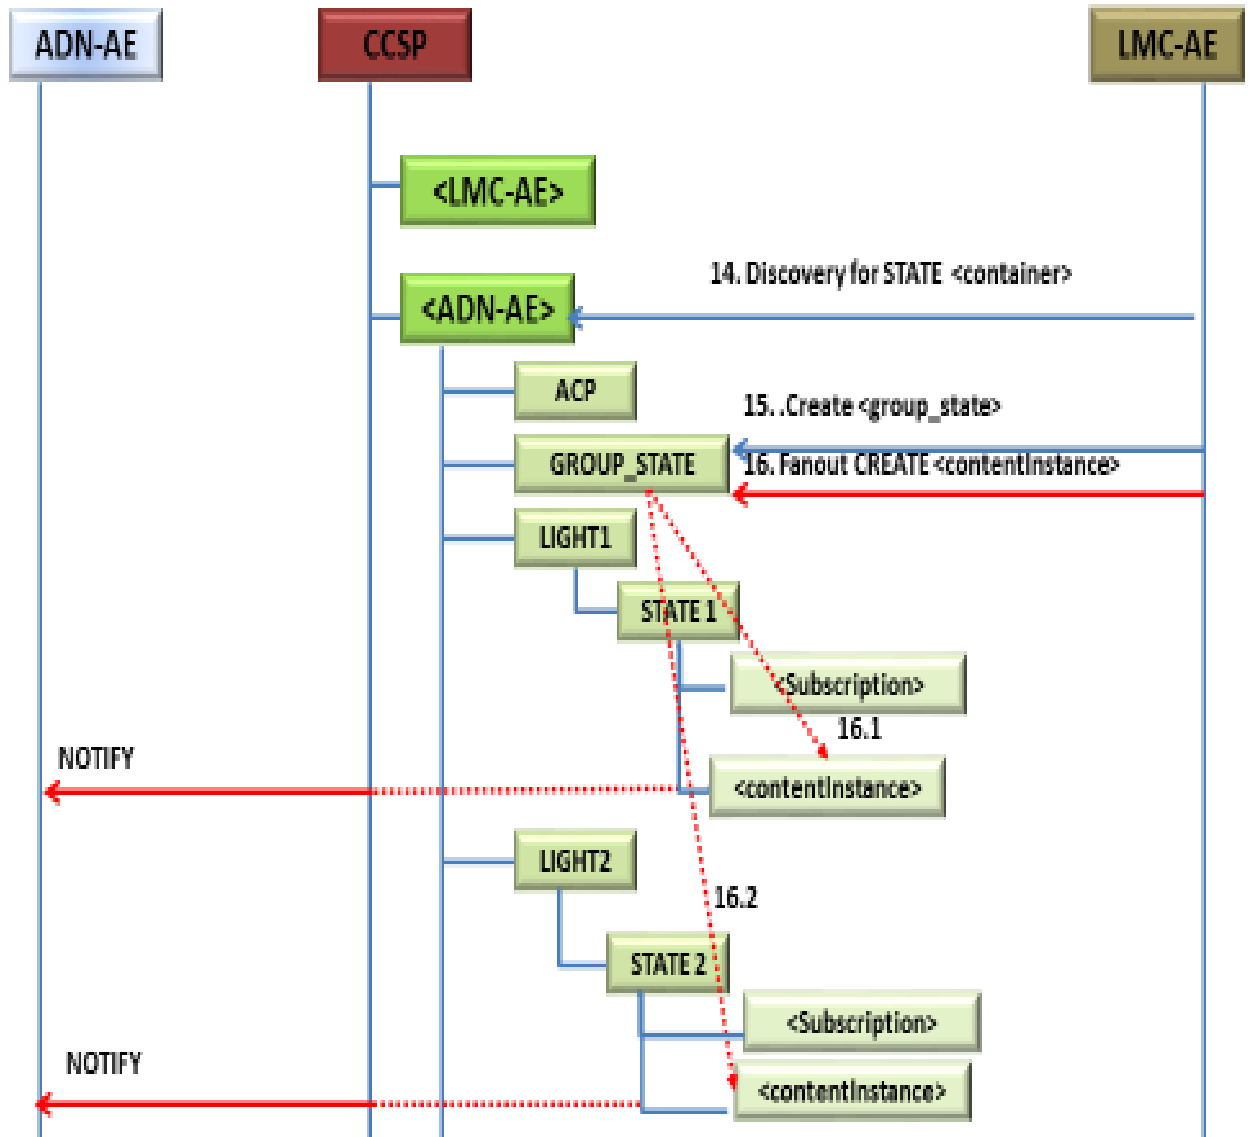 ADN-AE
CCSP
LMC-AE
<LMC-AE>
14. Discovery for STATE <container>
<ADN-AE>
ACP
15. .Create <group_state>
GROUP_STATE
16. Fanout CREATE <contentInstance>
LIGHT1
STATE 1
<Subscription>
16.1
NOTIFY
<contentInstance>
LIGHT2
16.2
STATE 2
<Subscription>
NOTIFY
<contentInstance>